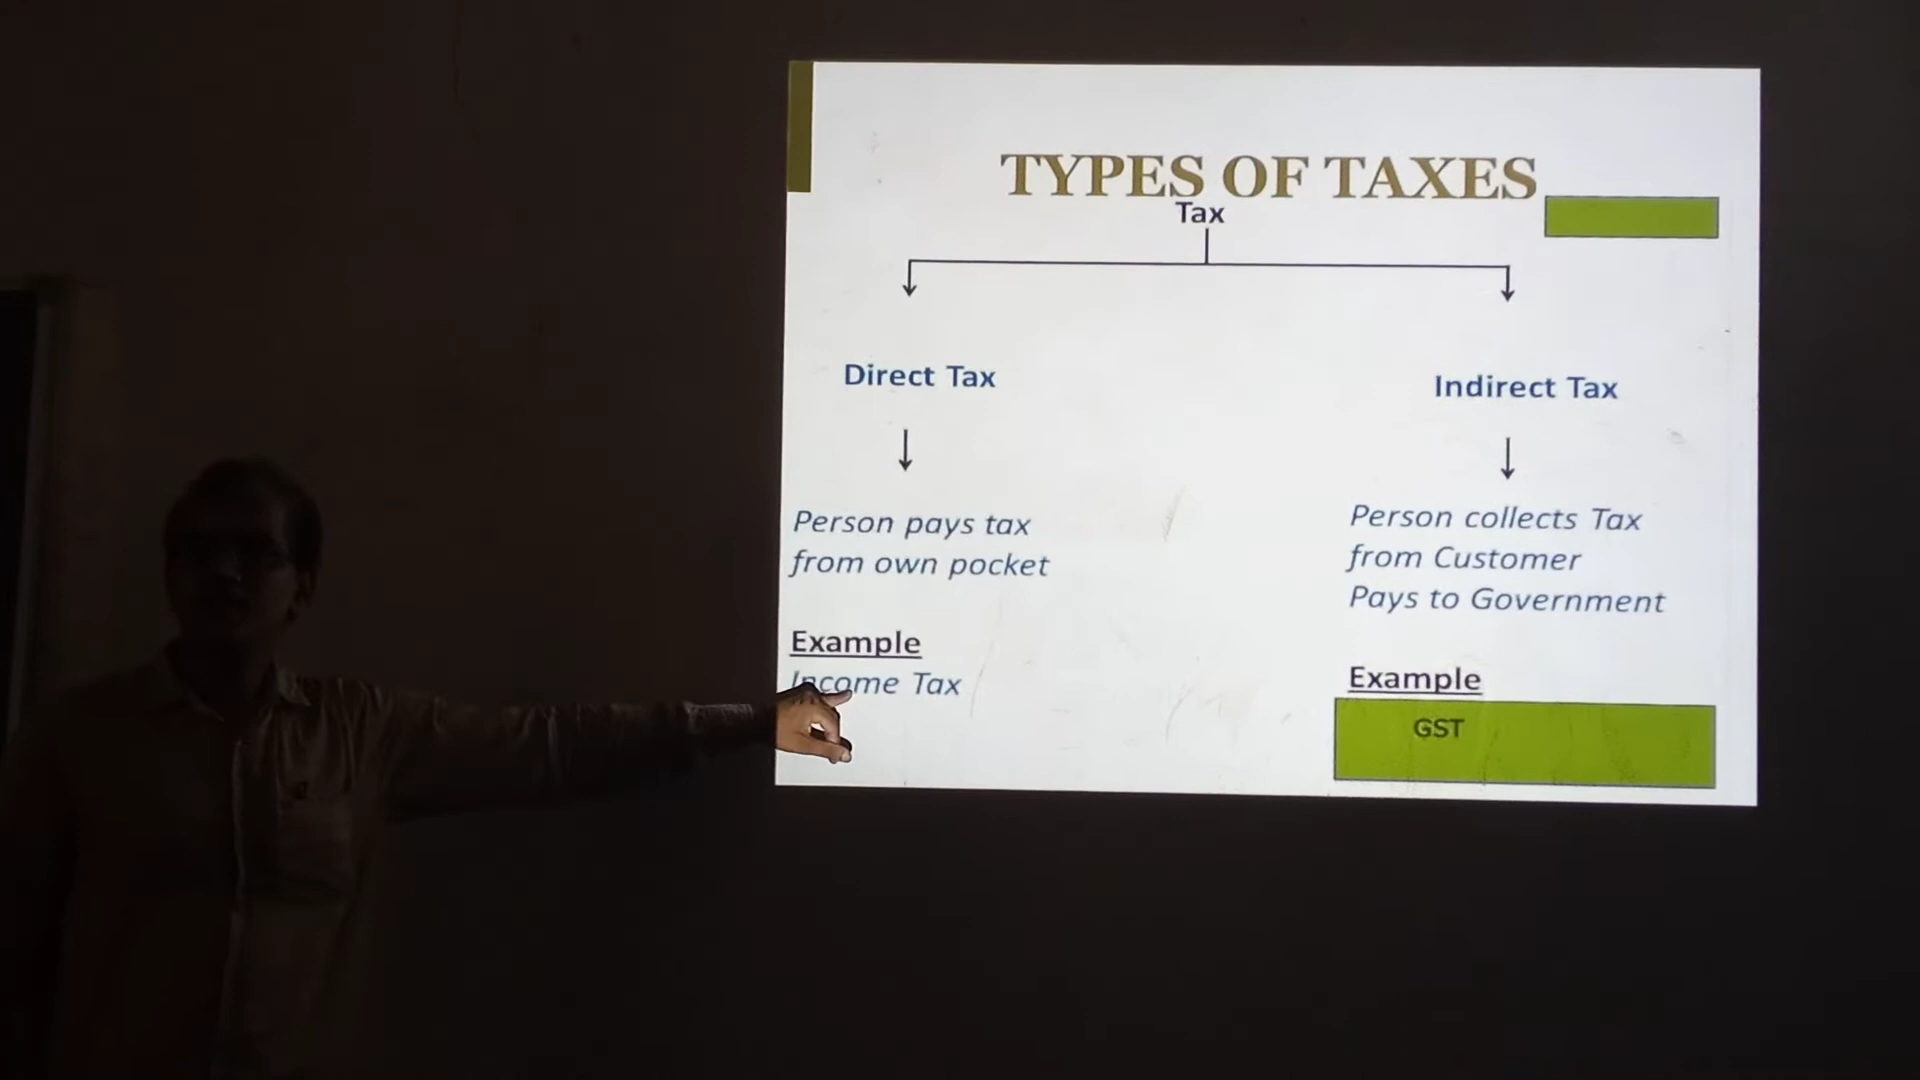 TYPES OF TAXES
Tax
Direct Tax
Person pays tax
from own pocket
Example
Income Tax
Indirect Tax
Person collects Tax
from Customer
Pays to Government
Example
GST